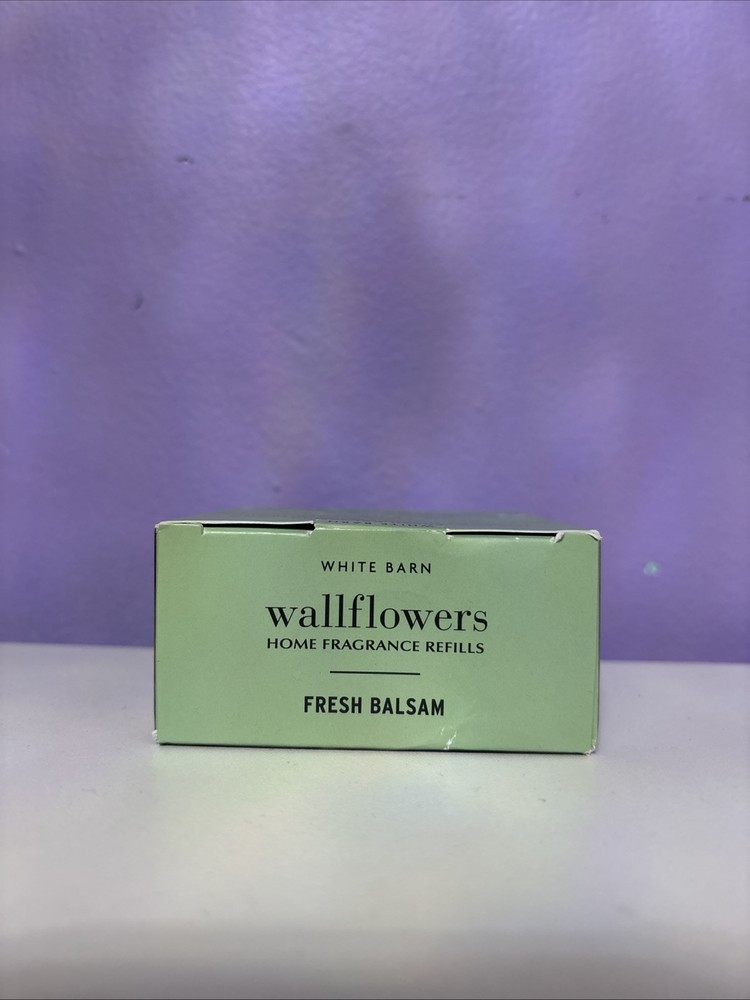 WHITE BARN
wallflowers
HOME FRAGRANCE REFILLS
FRESH BALSAM